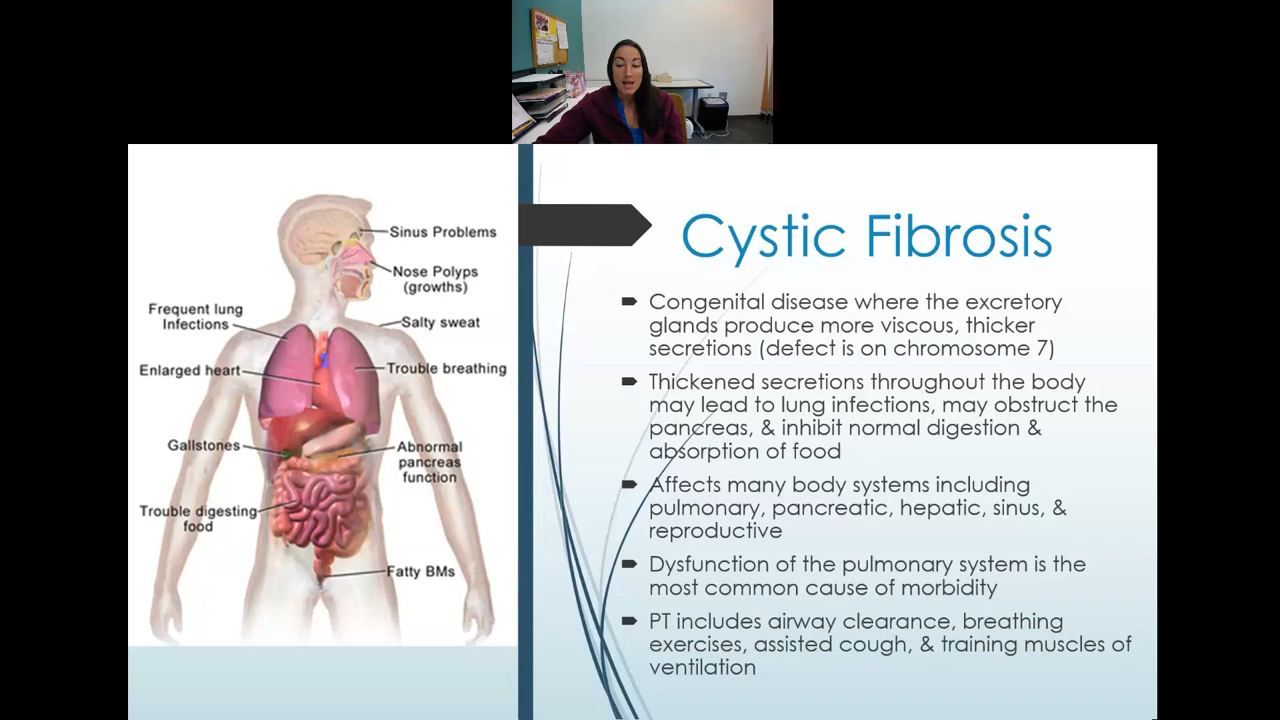 Cystic Fibrosis
Sinus Problems
Nose Polyps
(growths)
Frequent lung
Infections
Salty sweat
Enlarged heart
Trouble breathing
Gallstones
Abnormal
pancreas
function
Trouble digesting
food
Fatty BMs
Congenital disease where the excretory
glands produce more viscous, thicker
secretions (defect is on chromosome 7)
Thickened secretions throughout the body
may lead to lung infections, may obstruct the
pancreas, & inhibit normal digestion &
absorption of food
Affects many body systems including
pulmonary, pancreatic, hepatic, sinus, &
reproductive
Dysfunction of the pulmonary system is the
most common cause of morbidity
PT includes airway clearance, breathing
exercises, assisted cough, & training muscles of
ventilation